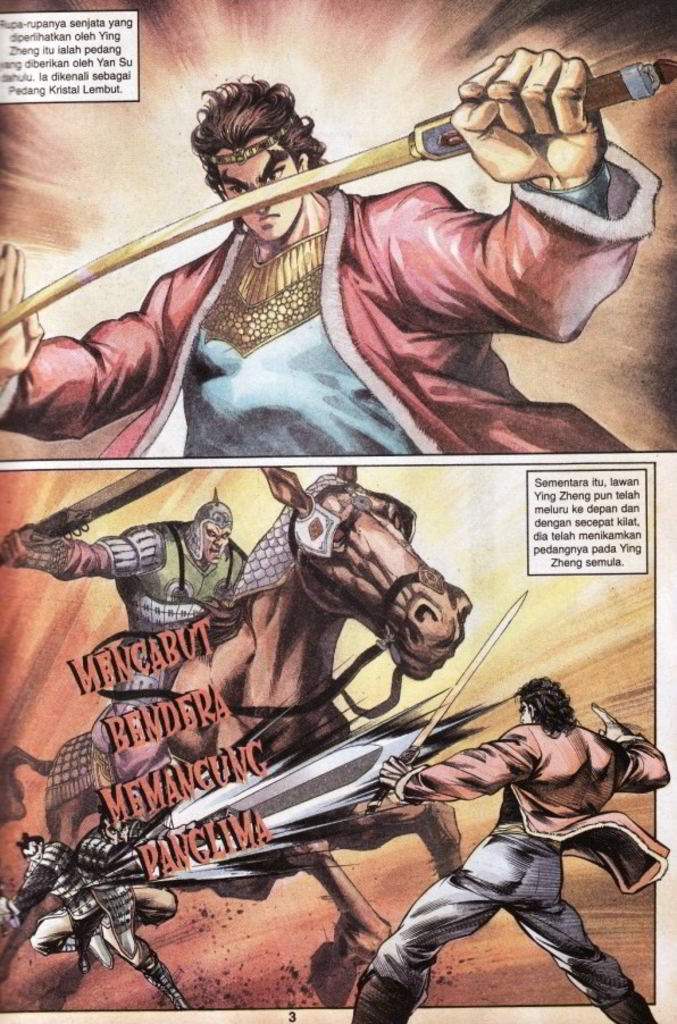 Rupa-rupanya senjata yang
diperlihatkan oleh Ying
Zheng itu ialah pedang
yang diberikan oleh Yan Su
dahulu. Ia dikenali sebagai
Pedang Kristal Lembut.
Sementara itu, lawan
Ying Zheng pun telah
meluru ke depan dan
dengan secepat kilat,
dia telah menikamkan
pedangnya pada Ying
Zheng semula.
MENCABUT
BENDERA
MEMANCUNG
PANGLIMA
3